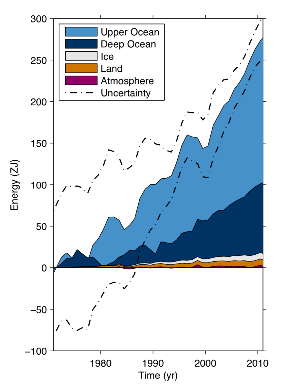 300
250
200
150
100
50
0
−50
−100
Energy (ZJ)
Upper Ocean
Deep Ocean
Ice
Land
Atmosphere
Uncertainty
1980 1990 2000 2010
Time (yr)